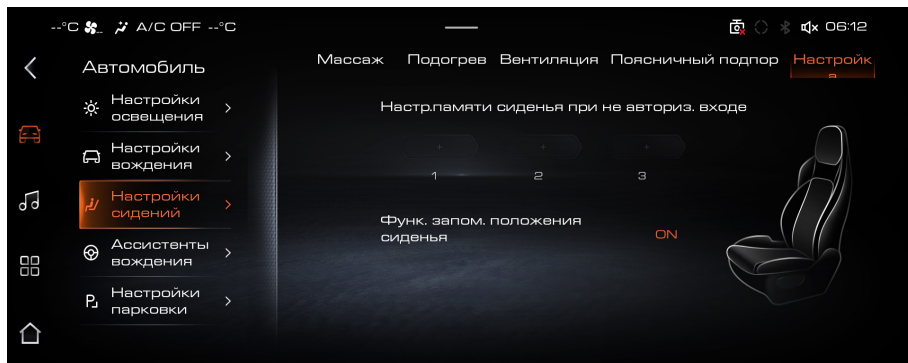 --°C A/C OFF --°C
06:12
Автомобиль
Массаж Подогрев Вентиляция Поясничный подпор Настройк
а
Настройки
освещения
Настр.памяти сиденья при не авториз. входе
Настройки
вождения
+ + +
1 2 3
Настройки
сидений
Функ. запом. положения
сиденья
ON
Ассистенты
вождения
Настройки
парковки